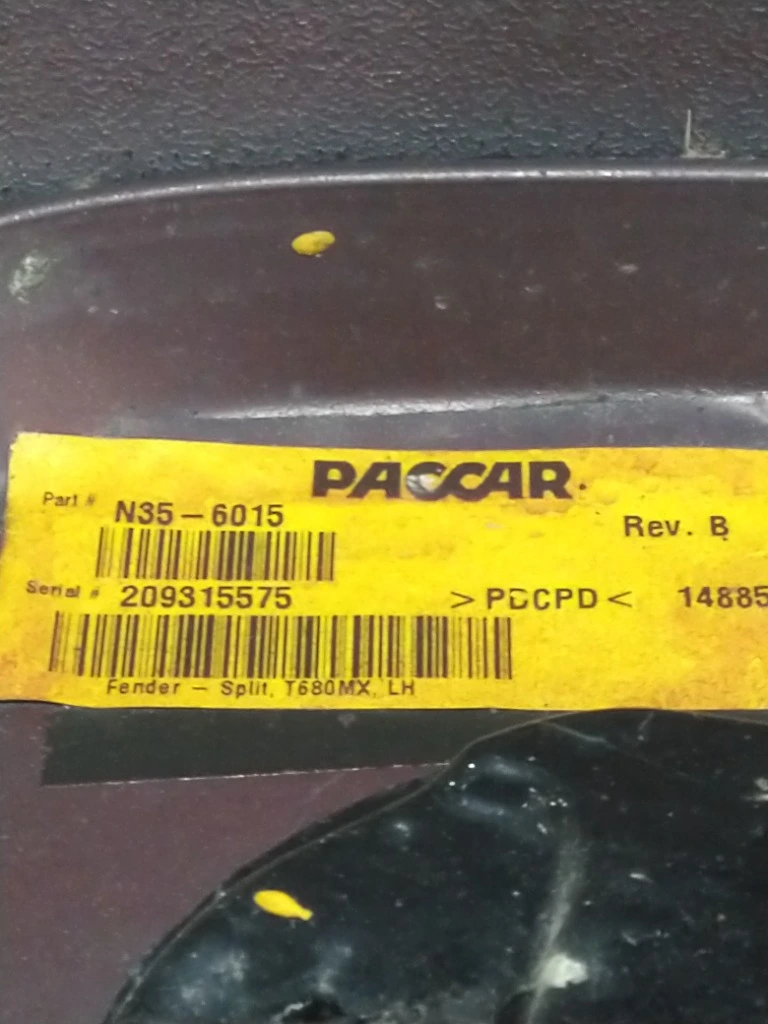 PACCAR
Part # N35-6015
Rev. B
Serial # 209315575 >PDCPD< 14885
Fender - Split, T680MX, LH